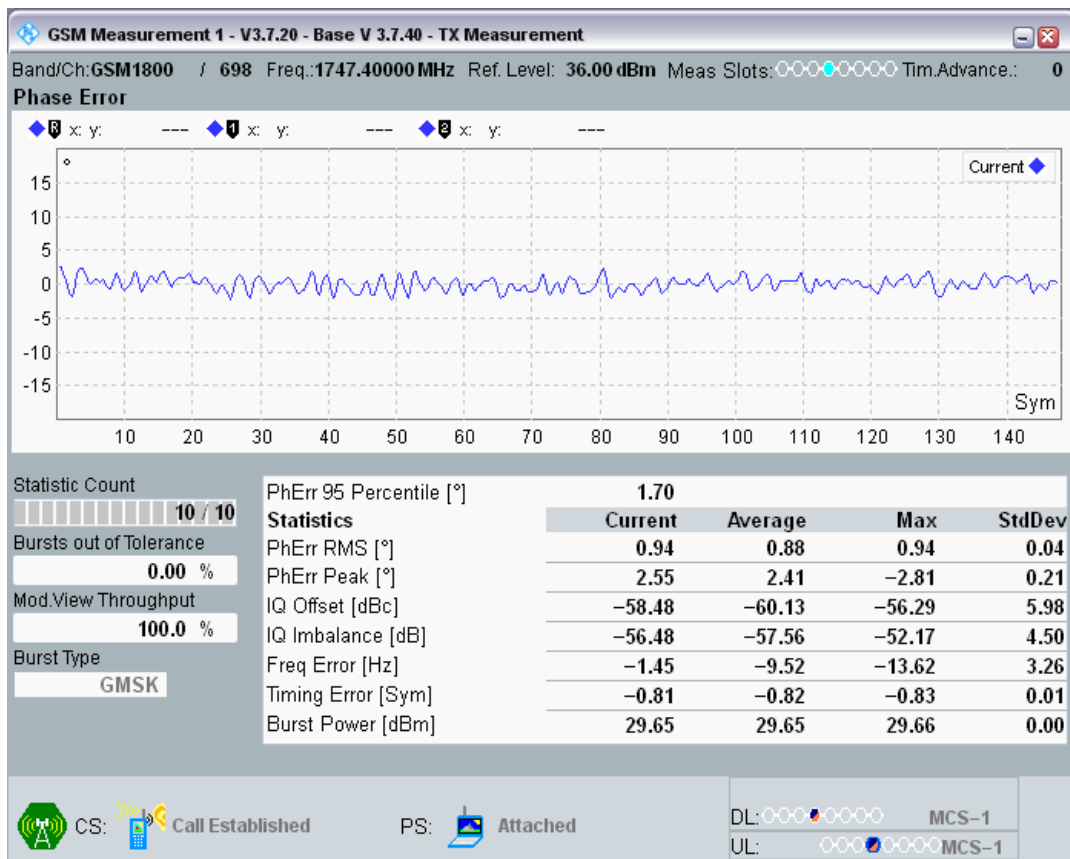 GSM Measurement 1 - V3.7.20 - Base V 3.7.40 - TX Measurement
Band/Ch:GSM1800 / 698 Freq.:1747.40000 MHz Ref. Level: 36.00 dBm Meas Slots: Tim.Advance.: 0
Phase Error
R x: y: --- 1 x: y: --- 2 x: y: ---
°
Current
15
10
5
0
-5
-10
-15
Sym
10 20 30 40 50 60 70 80 90 100 110 120 130 140
Statistic Count
10 / 10
Bursts out of Tolerance
0.00 %
Mod.View Throughput
100.0 %
Burst Type
GMSK
PhErr 95 Percentile [°] 1.70
Statistics Current Average Max StdDev
PhErr RMS [°] 0.94 0.88 0.94 0.04
PhErr Peak [°] 2.55 2.41 −2.81 0.21
IQ Offset [dBc] −58.48 −60.13 −56.29 5.98
IQ Imbalance [dB] −56.48 −57.56 −52.17 4.50
Freq Error [Hz] −1.45 −9.52 −13.62 3.26
Timing Error [Sym] −0.81 −0.82 −0.83 0.01
Burst Power [dBm] 29.65 29.65 29.66 0.00
CS: Call Established PS: Attached
DL: MCS−1
UL: MCS−1